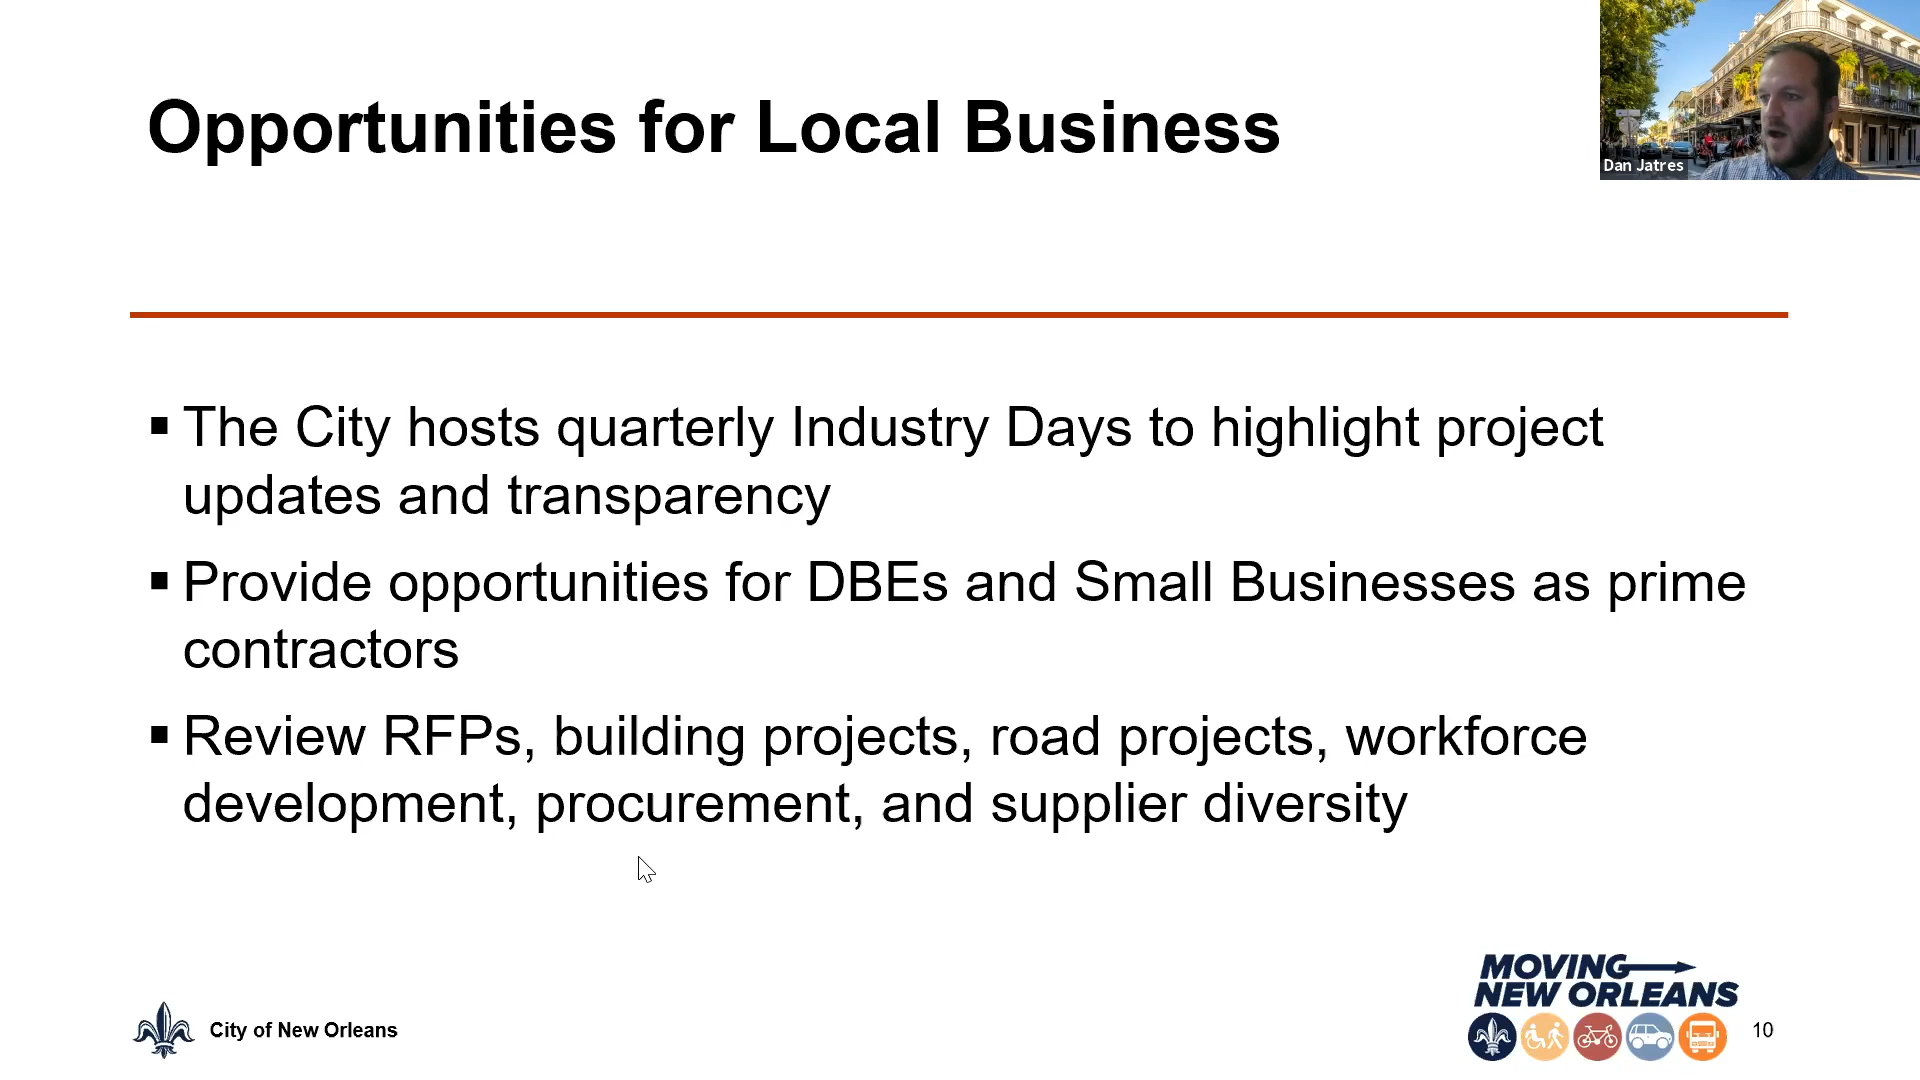 Opportunities for Local Business
Dan Jatres
▪ The City hosts quarterly Industry Days to highlight project
updates and transparency
▪ Provide opportunities for DBEs and Small Businesses as prime
contractors
▪ Review RFPs, building projects, road projects, workforce
development, procurement, and supplier diversity
City of New Orleans
MOVING
NEW ORLEANS
10